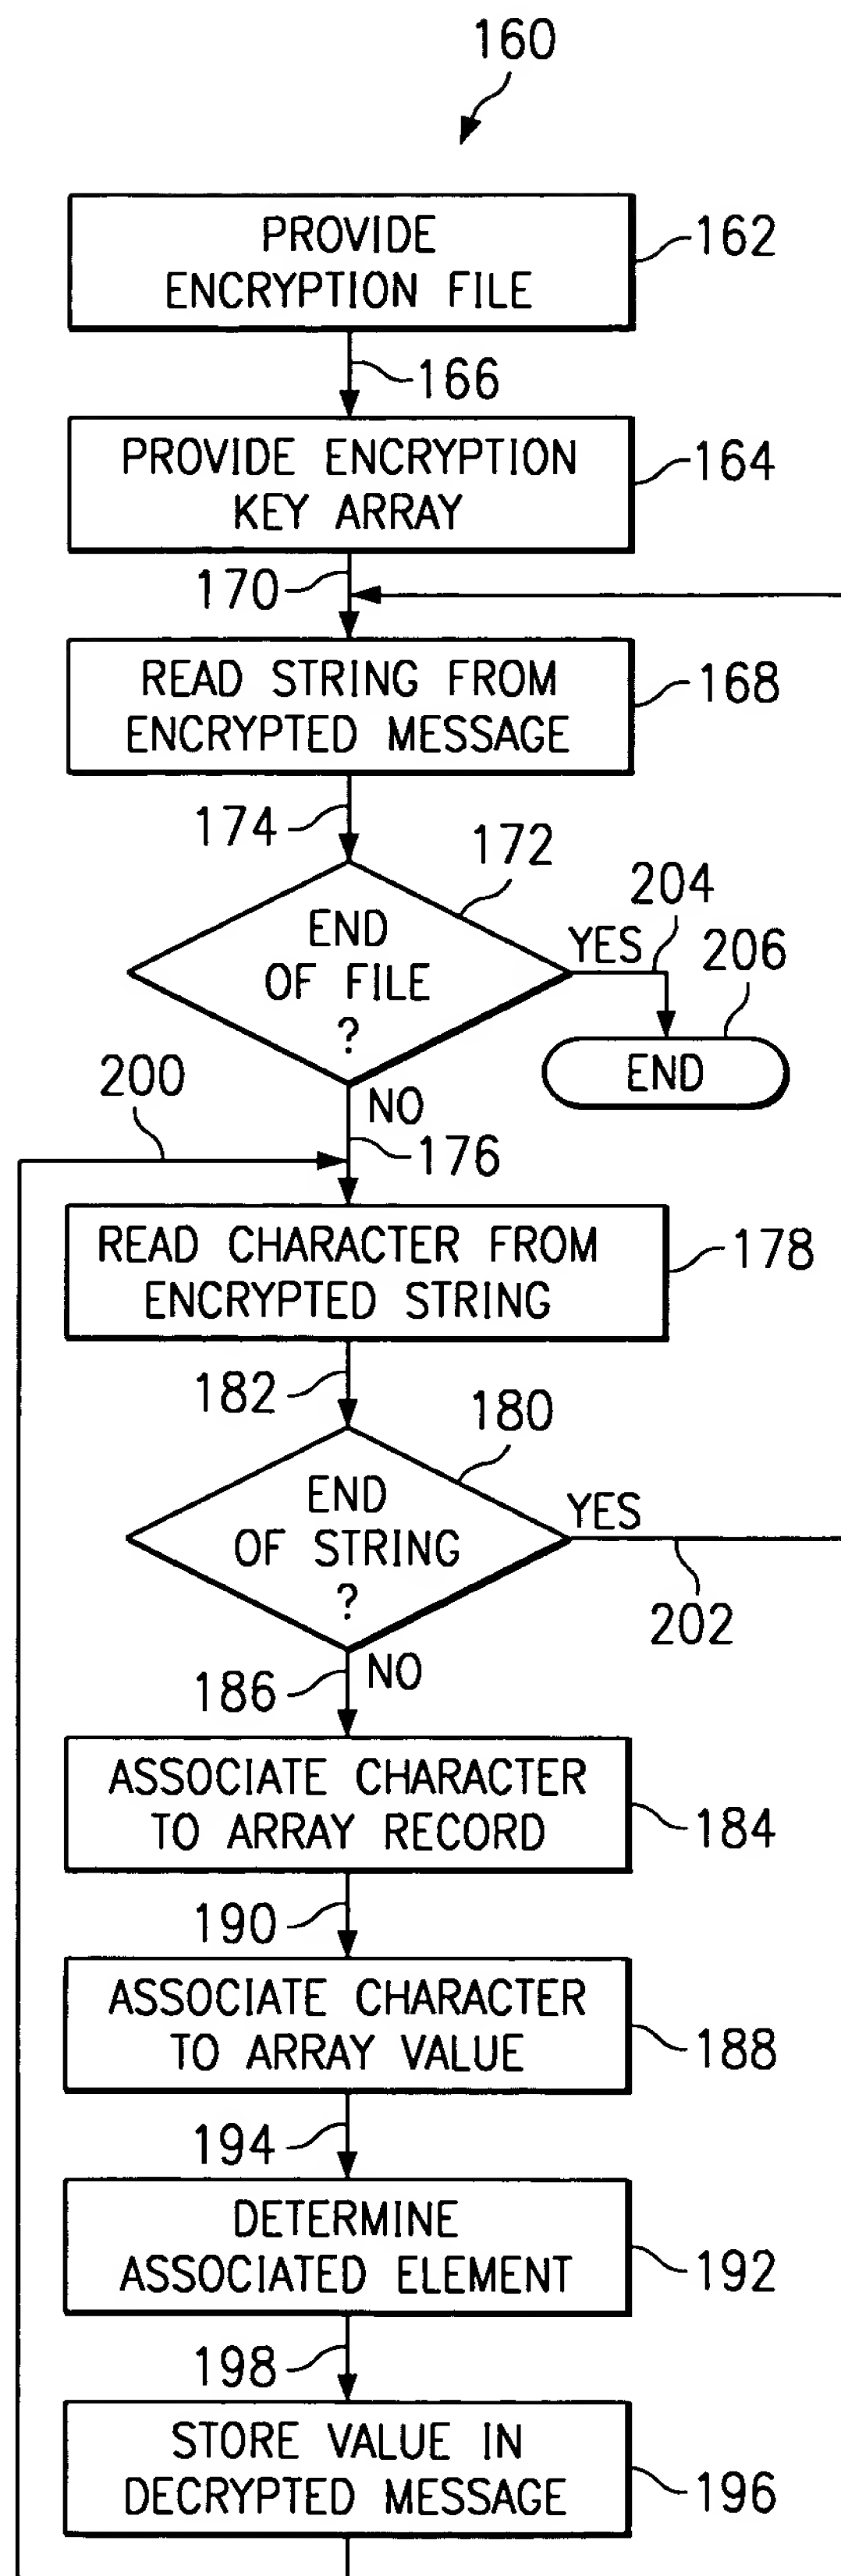 160
PROVIDE
ENCRYPTION FILE
162
166
PROVIDE ENCRYPTION
KEY ARRAY
164
170
READ STRING FROM
ENCRYPTED MESSAGE
168
174
172
END
OF FILE
?
YES
204
206
END
200
NO
176
READ CHARACTER FROM
ENCRYPTED STRING
178
182
180
END
OF STRING
?
YES
202
186
NO
ASSOCIATE CHARACTER
TO ARRAY RECORD
184
190
ASSOCIATE CHARACTER
TO ARRAY VALUE
188
194
DETERMINE
ASSOCIATED ELEMENT
192
198
STORE VALUE IN
DECRYPTED MESSAGE
196